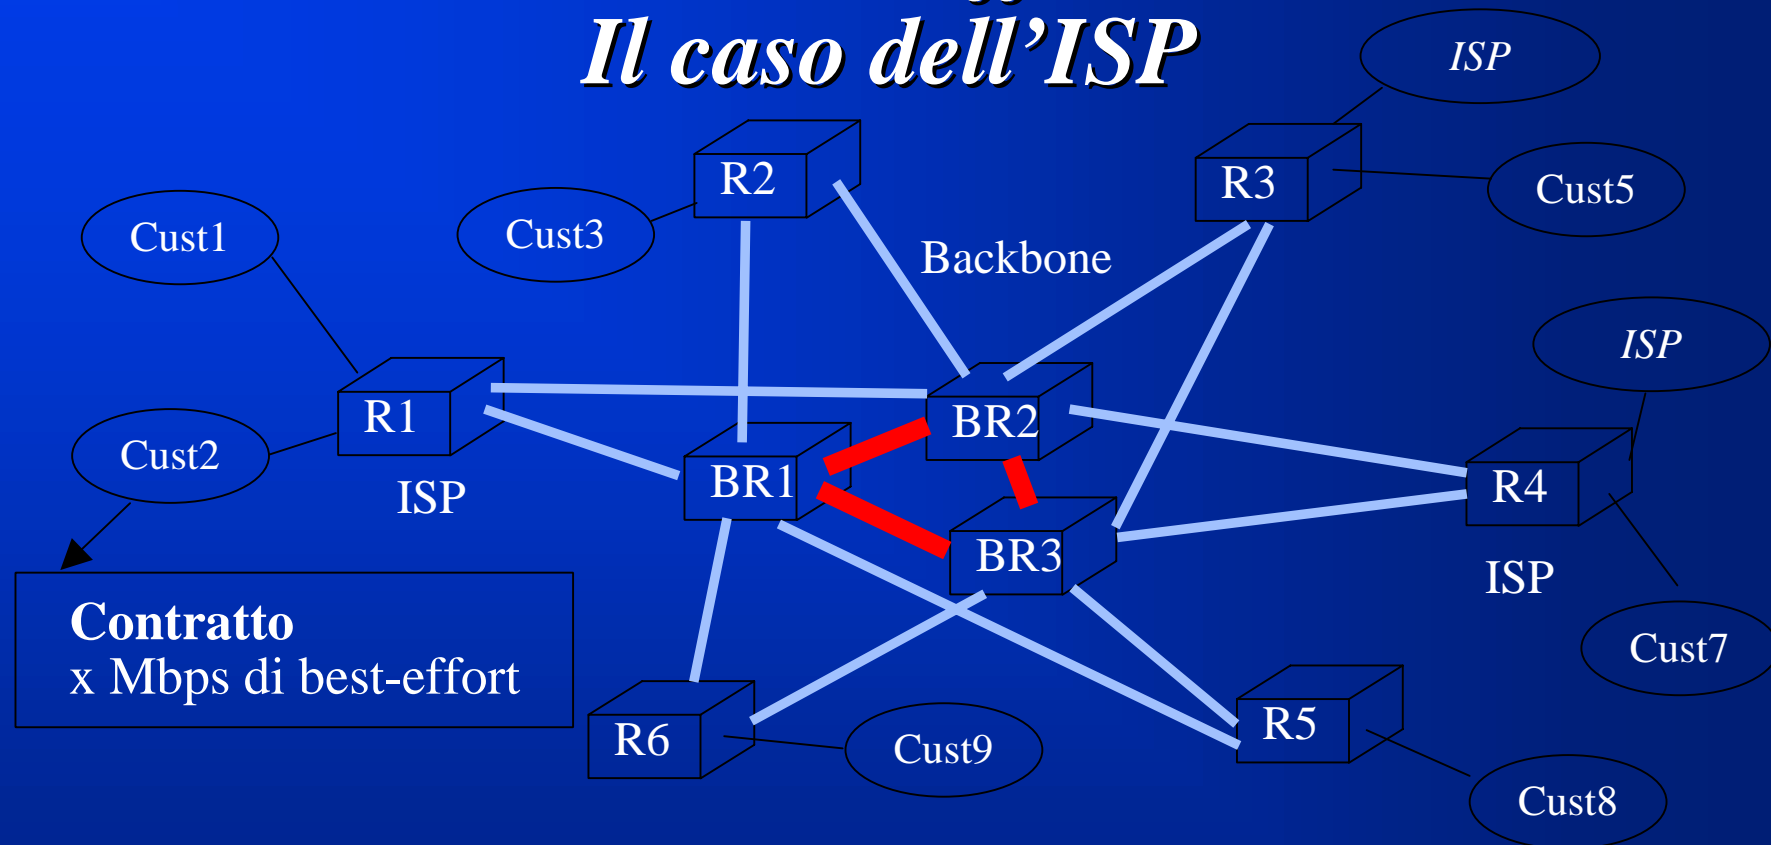 Il caso dell’ISP
ISP
R2
R3
Cust5
Cust1
Cust3
Backbone
ISP
R1
BR2
Cust2
BR1
R4
ISP
BR3
ISP
Contratto
x Mbps di best-effort
Cust7
R6
Cust9
R5
Cust8